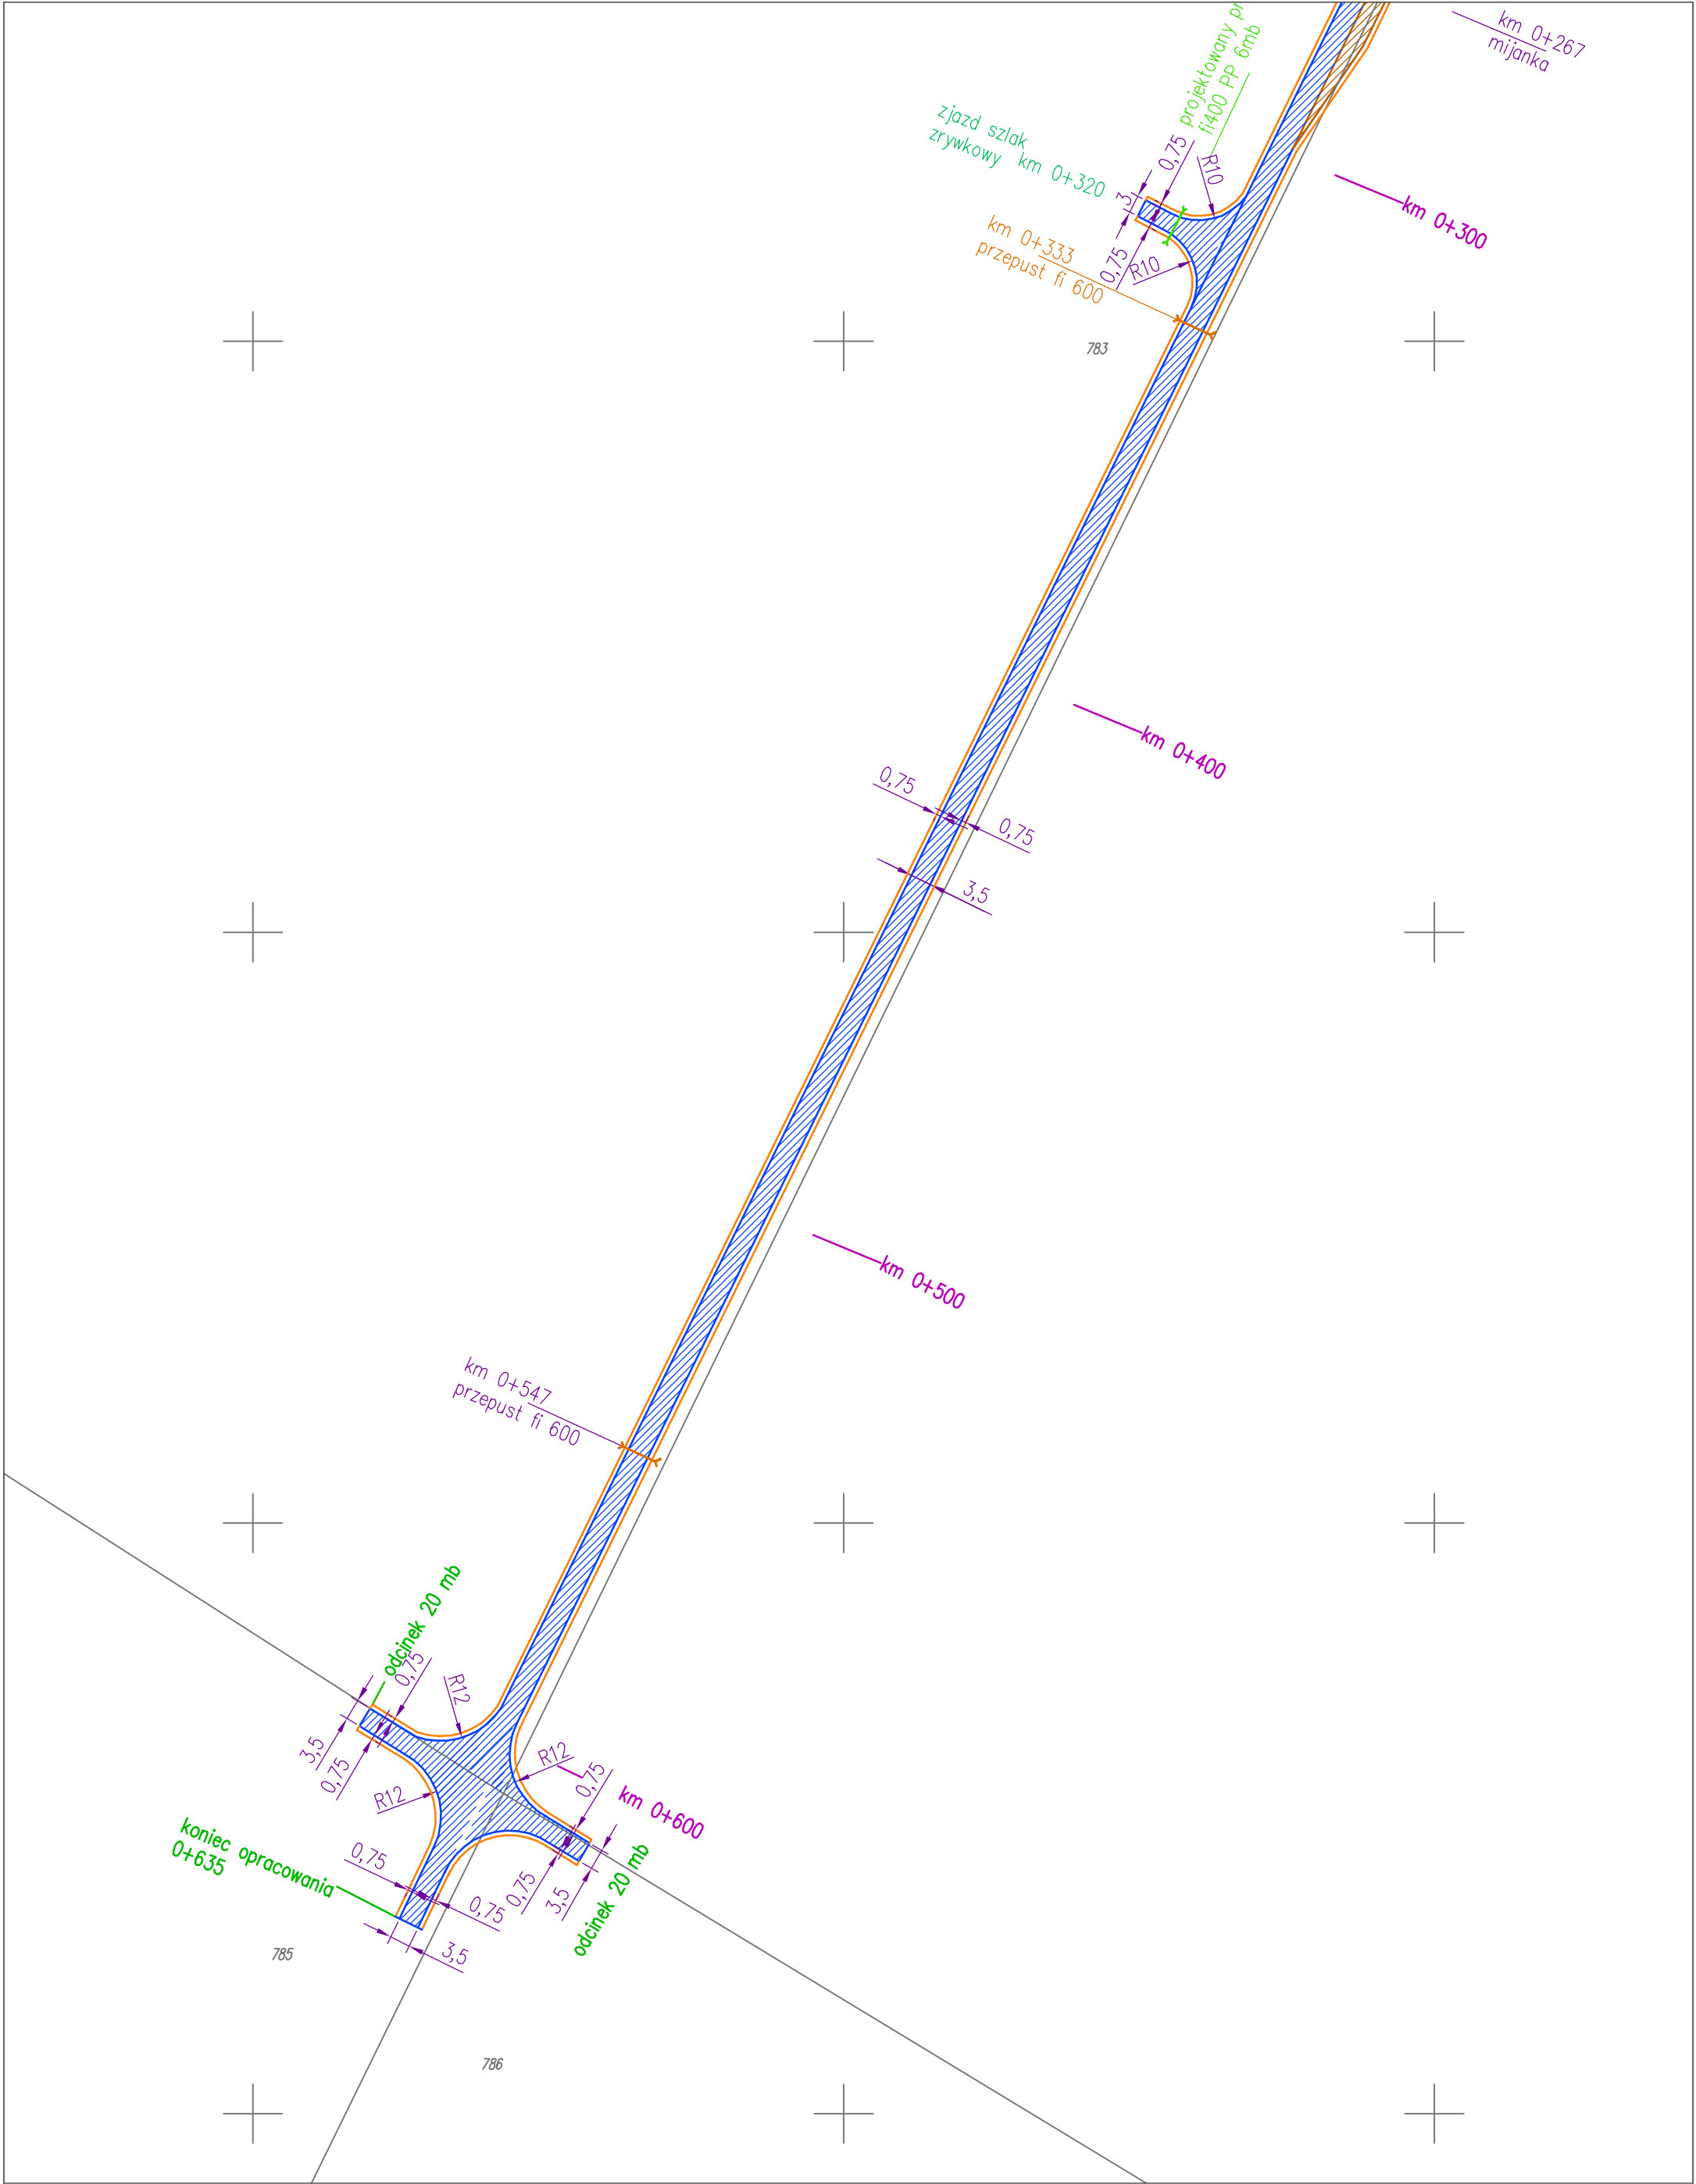 km 0+267
mijanka
projektowany
fi400 PP 6mb
zjazd szlak
zrywkowy km 0+320
0,75
R10
3
km 0+300
km 0+333
przepust fi 600
0,75
R10
783
km 0+400
0,75
0,75
3,5
km 0+500
km 0+547
przepust fi 600
odcinek 20 mb
0,75
R12
3,5
0,75
R12
R12
0,75
km 0+600
koniec opracowania
0+635
0,75
0,75
0,75
3,5
odcinek 20 mb
3,5
785
786